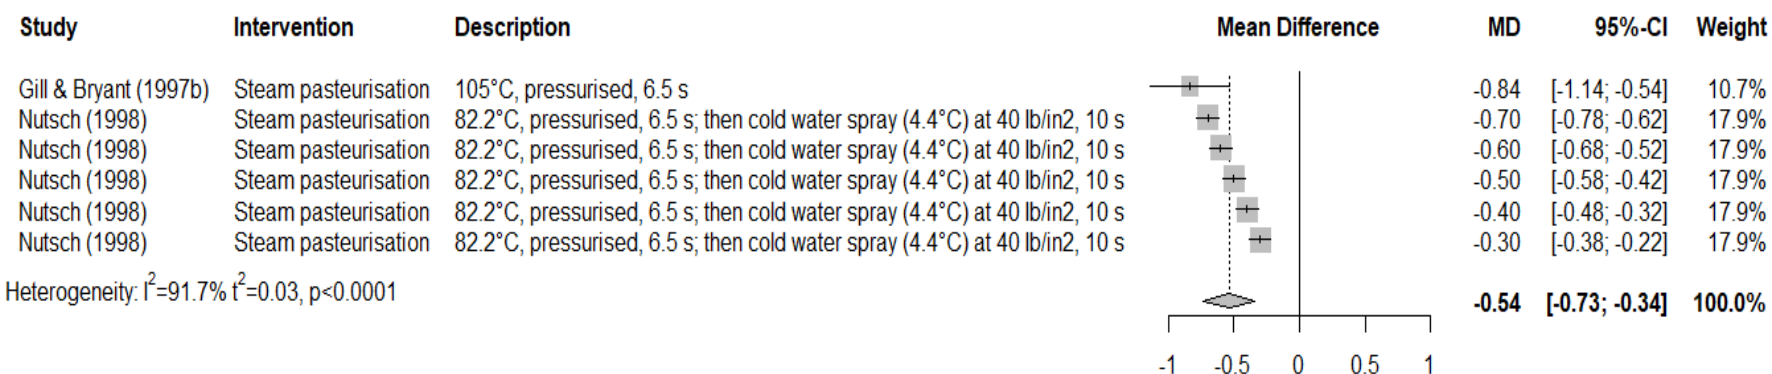 Study Intervention Description Mean Difference MD 95%-CI Weight
Gill & Bryant (1997b) Steam pasteurisation 105°C, pressurised, 6.5 s -0.84 [-1.14; -0.54] 10.7%
Nutsch (1998) Steam pasteurisation 82.2°C, pressurised, 6.5 s; then cold water spray (4.4°C) at 40 lb/in2, 10 s -0.70 [-0.78; -0.62] 17.9%
Nutsch (1998) Steam pasteurisation 82.2°C, pressurised, 6.5 s; then cold water spray (4.4°C) at 40 lb/in2, 10 s -0.60 [-0.68; -0.52] 17.9%
Nutsch (1998) Steam pasteurisation 82.2°C, pressurised, 6.5 s; then cold water spray (4.4°C) at 40 lb/in2, 10 s -0.50 [-0.58; -0.42] 17.9%
Nutsch (1998) Steam pasteurisation 82.2°C, pressurised, 6.5 s; then cold water spray (4.4°C) at 40 lb/in2, 10 s -0.40 [-0.48; -0.32] 17.9%
Nutsch (1998) Steam pasteurisation 82.2°C, pressurised, 6.5 s; then cold water spray (4.4°C) at 40 lb/in2, 10 s -0.30 [-0.38; -0.22] 17.9%
Heterogeneity: I²=91.7% t²=0.03, p<0.0001
-0.54 [-0.73; -0.34] 100.0%
-1 -0.5 0 0.5 1